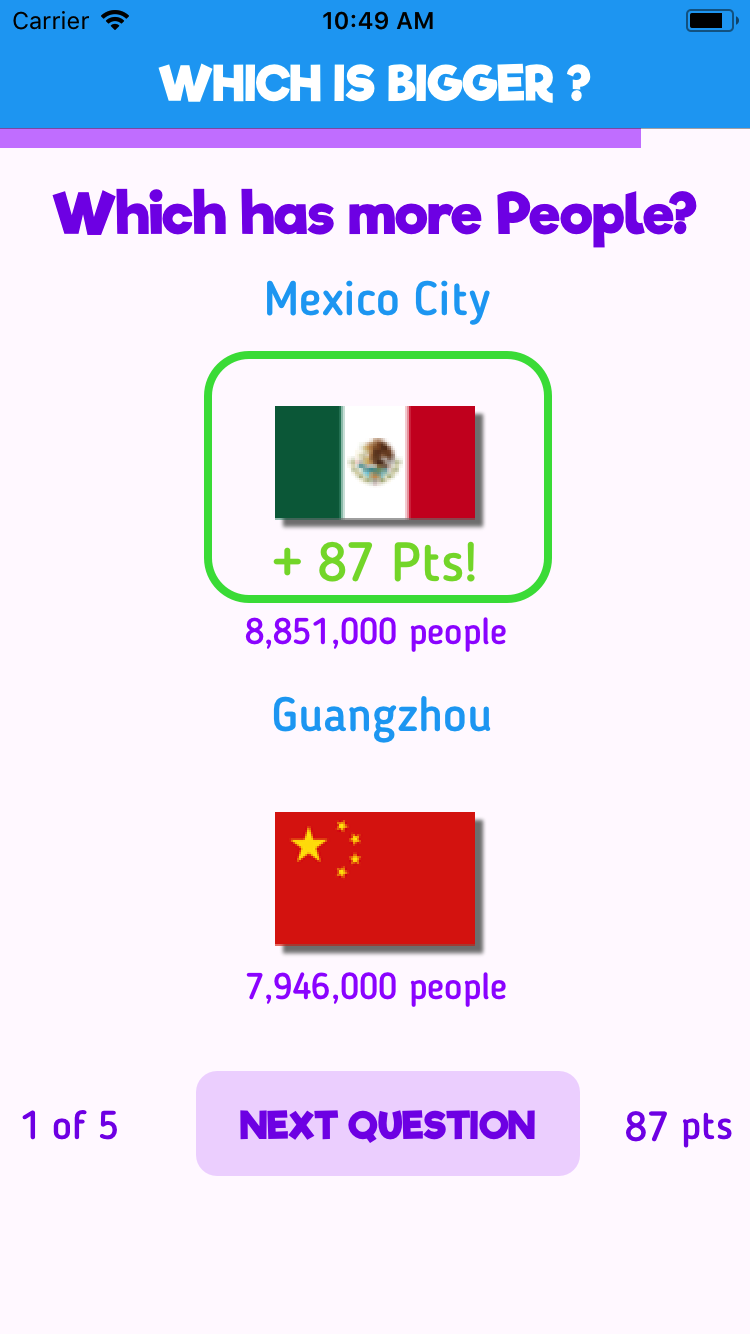 Carrier 10:49 AM
WHICH IS BIGGER ?
Which has more People?
Mexico City
+ 87 Pts!
8,851,000 people
Guangzhou
7,946,000 people
1 of 5 NEXT QUESTION 87 pts